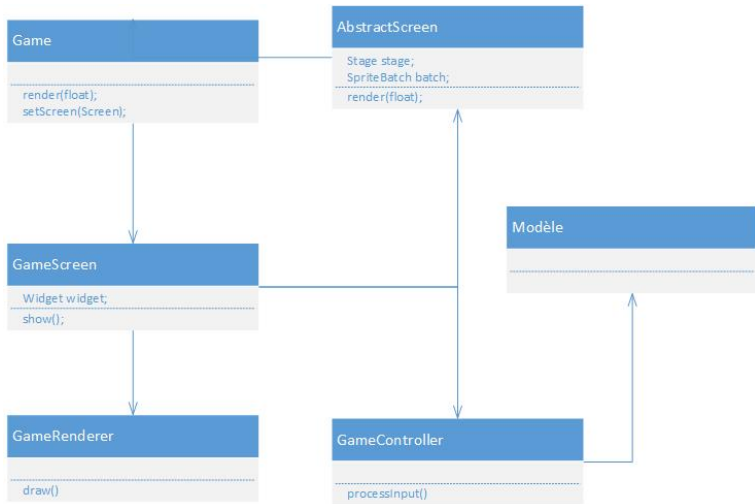 Game
render(float);
setScreen(Screen);
AbstractScreen
Stage stage;
SpriteBatch batch;
render(float);
GameScreen
Widget widget;
show();
Modèle
GameRenderer
draw()
GameController
processInput()